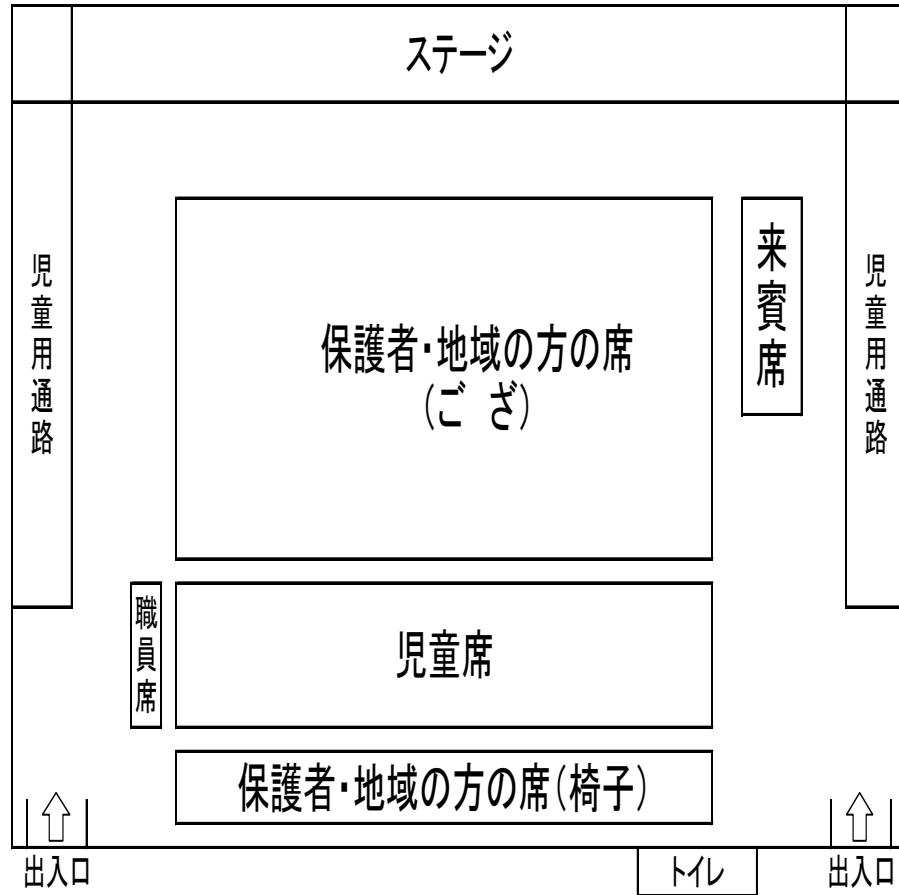 ステージ
児童用通路
来賓席
児童用通路
保護者・地域の方の席
(ご ざ)
職員席
児童席
保護者・地域の方の席(椅子)
出入口
トイレ
出入口